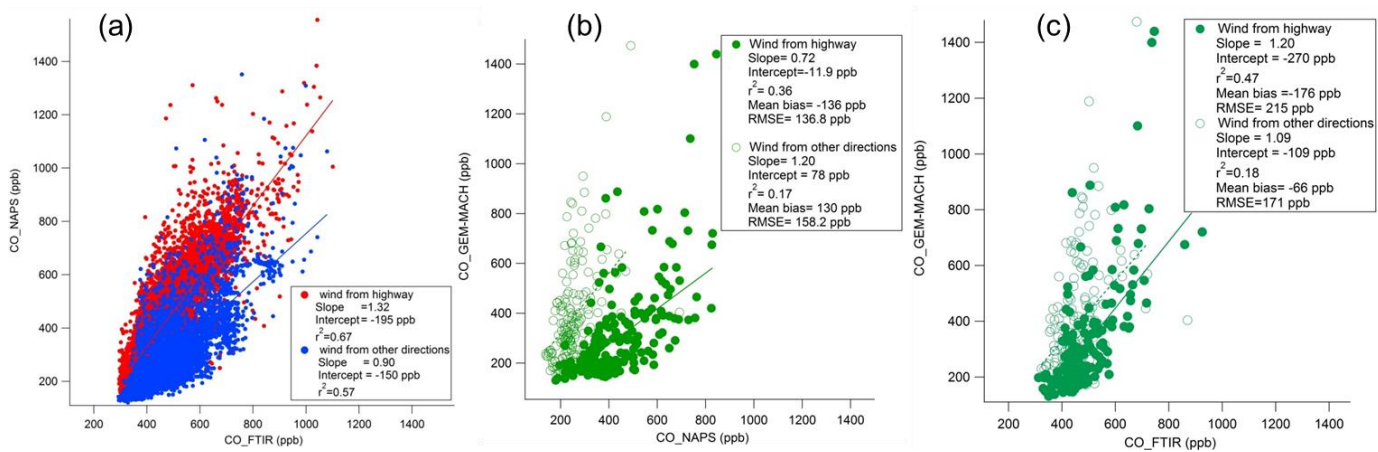 (a)
CO_NAPS (ppb)
1400
1200
1000
800
600
400
200
200
400
600
800
1000
1200
1400
CO_FTIR (ppb)
wind from highway
Slope =1.32
Intercept= -195 ppb
r²=0.67
wind from other directions
Slope = 0.90
Intercept = -150 ppb
r²=0.57
(b)
CO_GEM-MACH (ppb)
1400
1200
1000
800
600
400
200
200
400
600
800
1000
1200
1400
CO_NAPS (ppb)
Wind from highway
Slope= 0.72
Intercept=-11.9 ppb
r²= 0.36
Mean bias= -136 ppb
RMSE= 136.8 ppb
Wind from other directions
Slope= 1.20
Intercept = 78 ppb
r²= 0.17
Mean bias= 130 ppb
RMSE= 158.2 ppb
(c)
CO_GEM-MACH (ppb)
1400
1200
1000
800
600
400
200
200
400
600
800
1000
1200
1400
CO_FTIR (ppb)
Wind from highway
Slope = 1.20
Intercept = -270 ppb
r²=0.47
Mean bias=-176 ppb
RMSE= 215 ppb
Wind from other directions
Slope = 1.09
Intercept = -109 ppb
r²=0.18
Mean bias= -66 ppb
RMSE=171 ppb